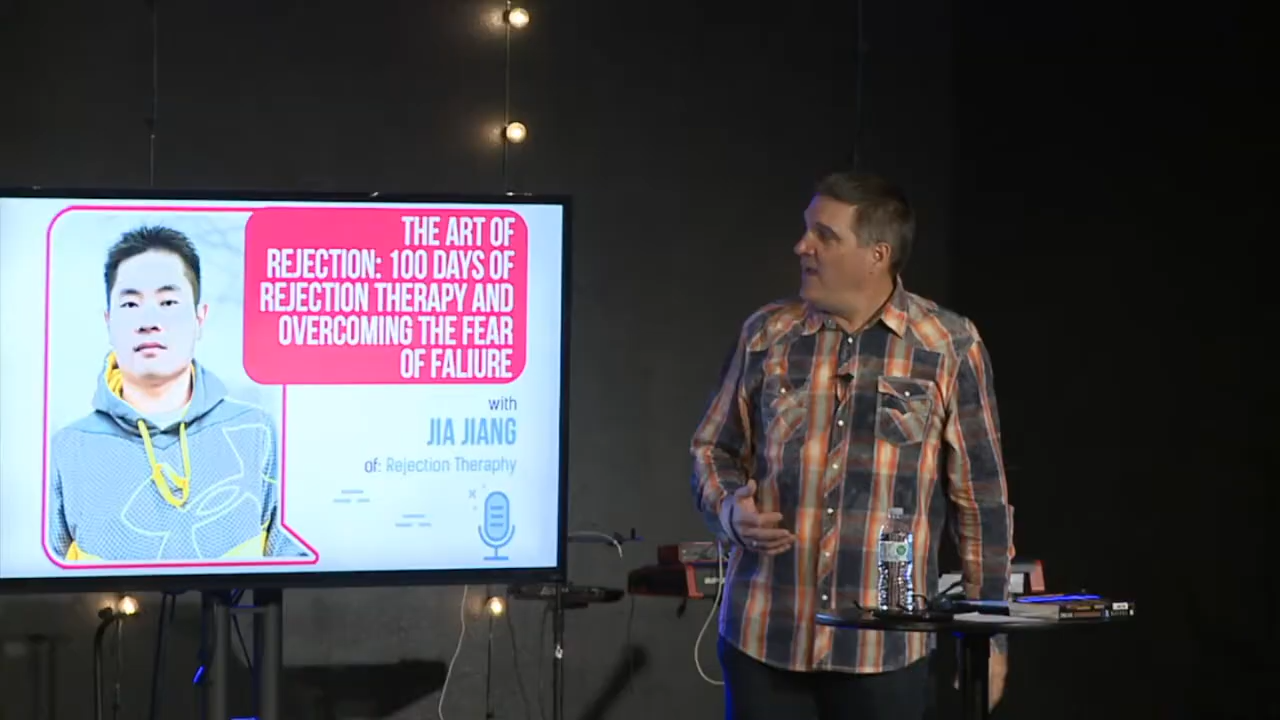 THE ART OF
REJECTION: 100 DAYS OF
REJECTION THERAPY AND
OVERCOMING THE FEAR
OF FALIURE
with
JIA JIANG
of: Rejection Theraphy